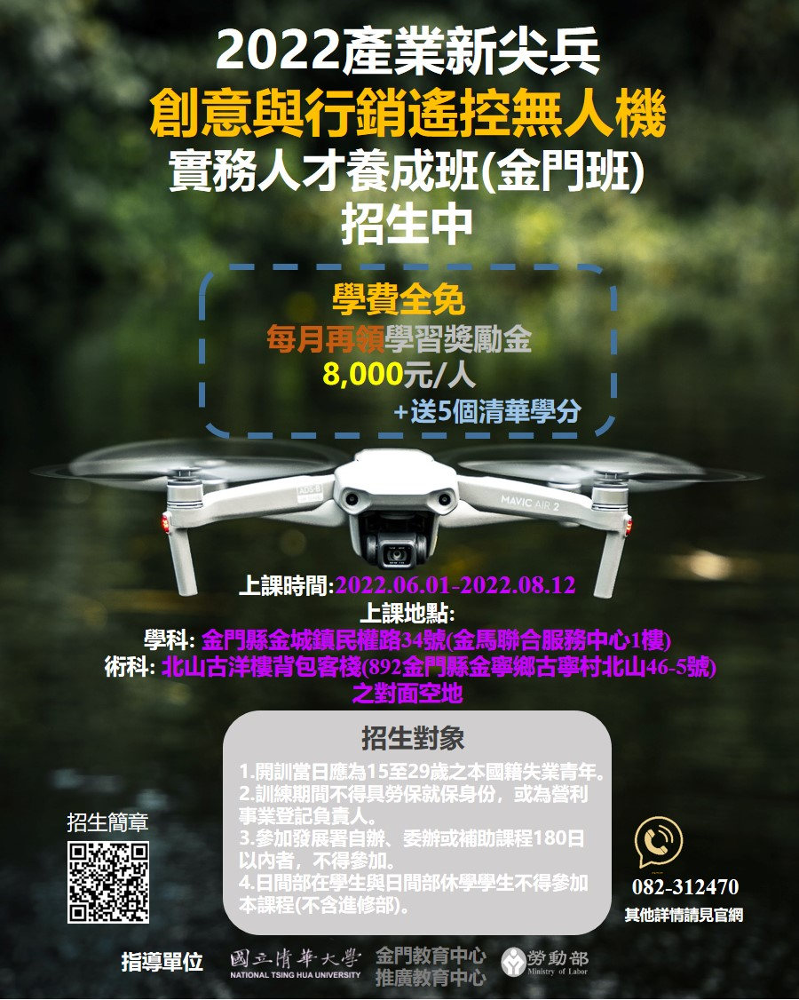 2022產業新尖兵
創意與行銷遙控無人機
實務人才養成班(金門班)
招生中
學費全免
每月再領學習獎勵金
8,000元/人
+送5個清華學分
ADS-B
MAVIC AIR 2
上課時間:2022.06.01-2022.08.12
上課地點:
學科: 金門縣金城鎮民權路34號(金馬聯合服務中心1樓)
術科: 北山古洋樓背包客棧(892金門縣金寧鄉古寧村北山46-5號)
之對面空地
招生對象
1.開訓當日應為15至29歲之本國籍失業青年。
2.訓練期間不得具勞保就保身份，或為營利
事業登記負責人。
3.參加發展署自辦、委辦或補助課程180日
以內者，不得參加。
4.日間部在學生與日間部休學學生不得參加
本課程(不含進修部)。
招生簡章
082-312470
其他詳情請見官網
指導單位
國立清華大學
NATIONAL TSING HUA UNIVERSITY
金門教育中心
推廣教育中心
勞動部
Ministry of Labor